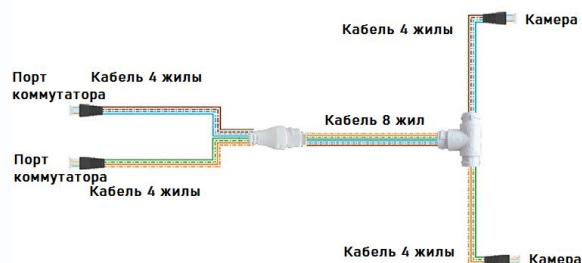 Кабель 4 жилы
Камера
Порт
коммутатора
Кабель 4 жилы
Кабель 8 жил
Порт
коммутатора
Кабель 4 жилы
Кабель 4 жилы
Камера